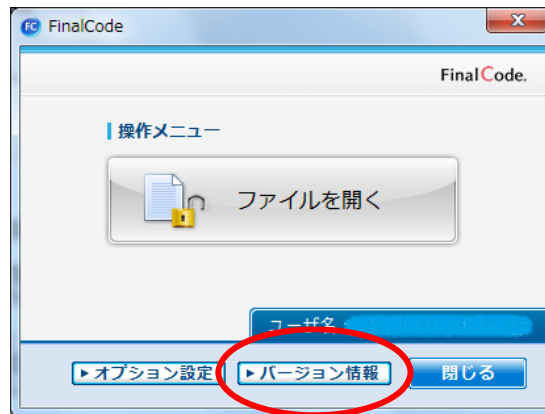 FinalCode
FinalCode.
操作メニュー
ファイルを開く
ユーザ名
オプション設定
バージョン情報
閉じる